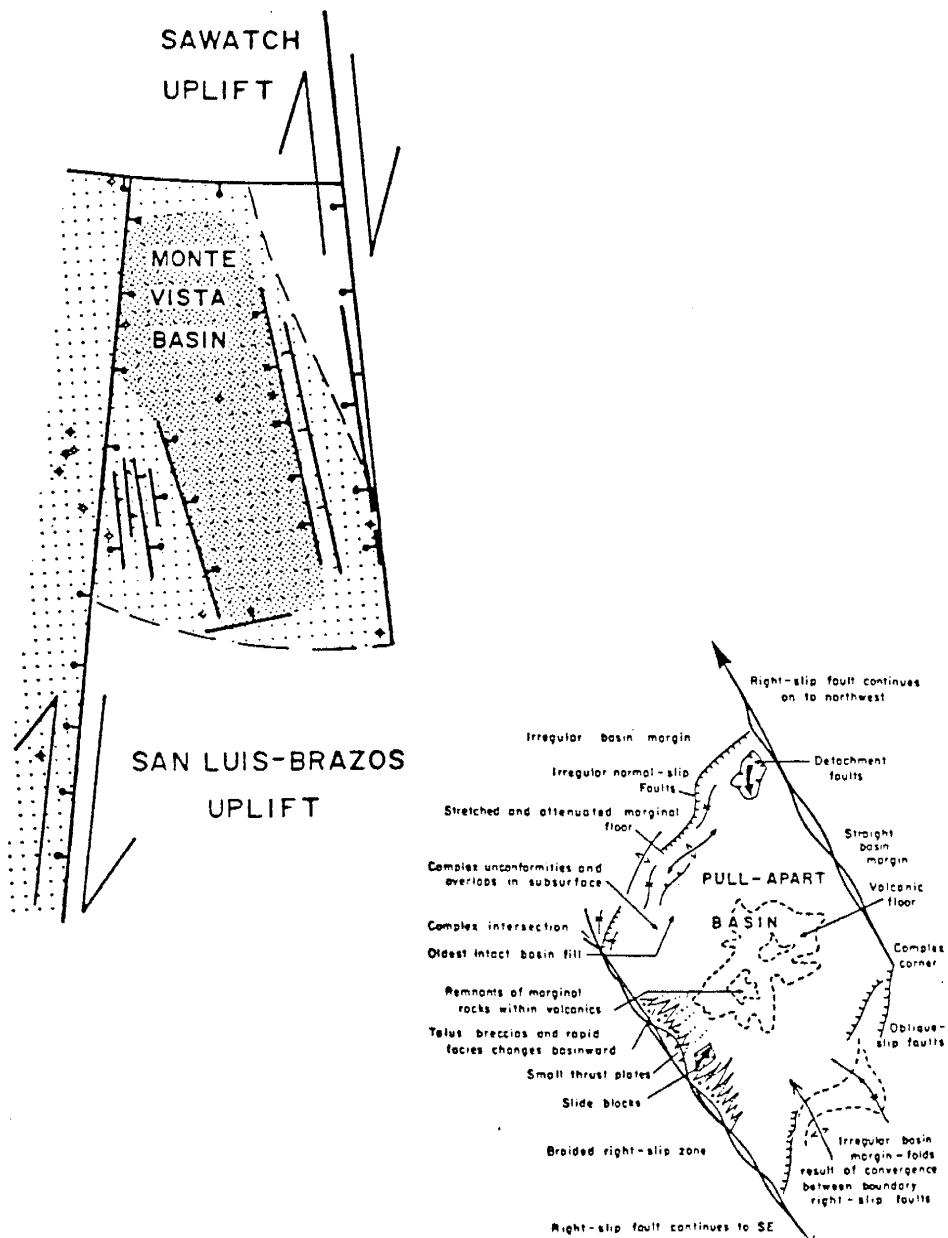 SAWATCH
UPLIFT
MONTE
VISTA
BASIN
SAN LUIS-BRAZOS
UPLIFT
Right-slip fault continues
on to northwest
Irregular basin margin
Detachment
faults
Irregular normal-slip
Faults
Stretched and attenuated marginal
floor
Straight
basin
margin
Complex unconformities and
overlaps in subsurface
PULL-APART
BASIN
Volcanic
floor
Complex intersection
Oldest intact basin fill
Complex
corner
Remnants of marginal
rocks within volcanics
Oblique-
slip faults
Talus breccias and rapid
facies changes basinward
Small thrust plates
Slide blocks
Braided right-slip zone
Irregular basin
margin-folds
result of convergence
between boundary
right-slip faults
Right-slip fault continues to SE